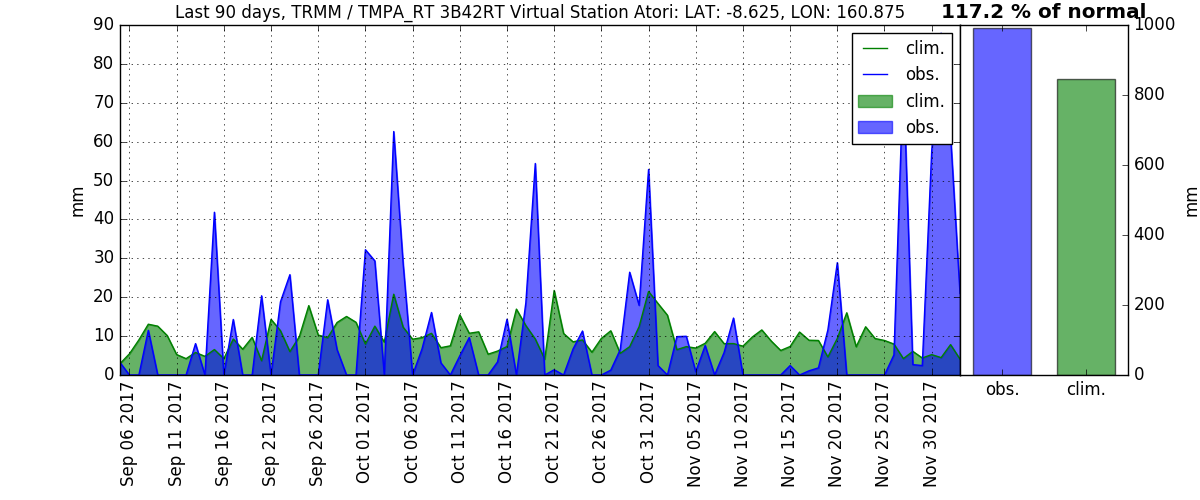 Last 90 days, TRMM / TMPA_RT 3B42RT Virtual Station Atori: LAT: -8.625, LON: 160.875
117.2 % of normal
90
80
70
60
50
40
30
20
10
0
mm
clim.
obs.
clim.
obs.
1000
800
600
400
200
0
mm
obs.
clim.
Sep 06 2017
Sep 11 2017
Sep 16 2017
Sep 21 2017
Sep 26 2017
Oct 01 2017
Oct 06 2017
Oct 11 2017
Oct 16 2017
Oct 21 2017
Oct 26 2017
Oct 31 2017
Nov 05 2017
Nov 10 2017
Nov 15 2017
Nov 20 2017
Nov 25 2017
Nov 30 2017